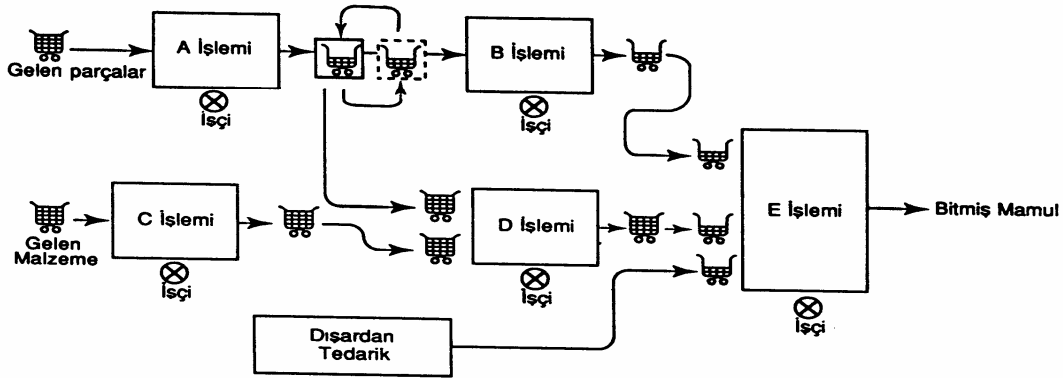 Gelen parçalar
A İşlemi
İşçi
B İşlemi
İşçi
Gelen
Malzeme
C İşlemi
İşçi
D İşlemi
İşçi
E İşlemi
İşçi
Bitmiş Mamul
Dışardan
Tedarik